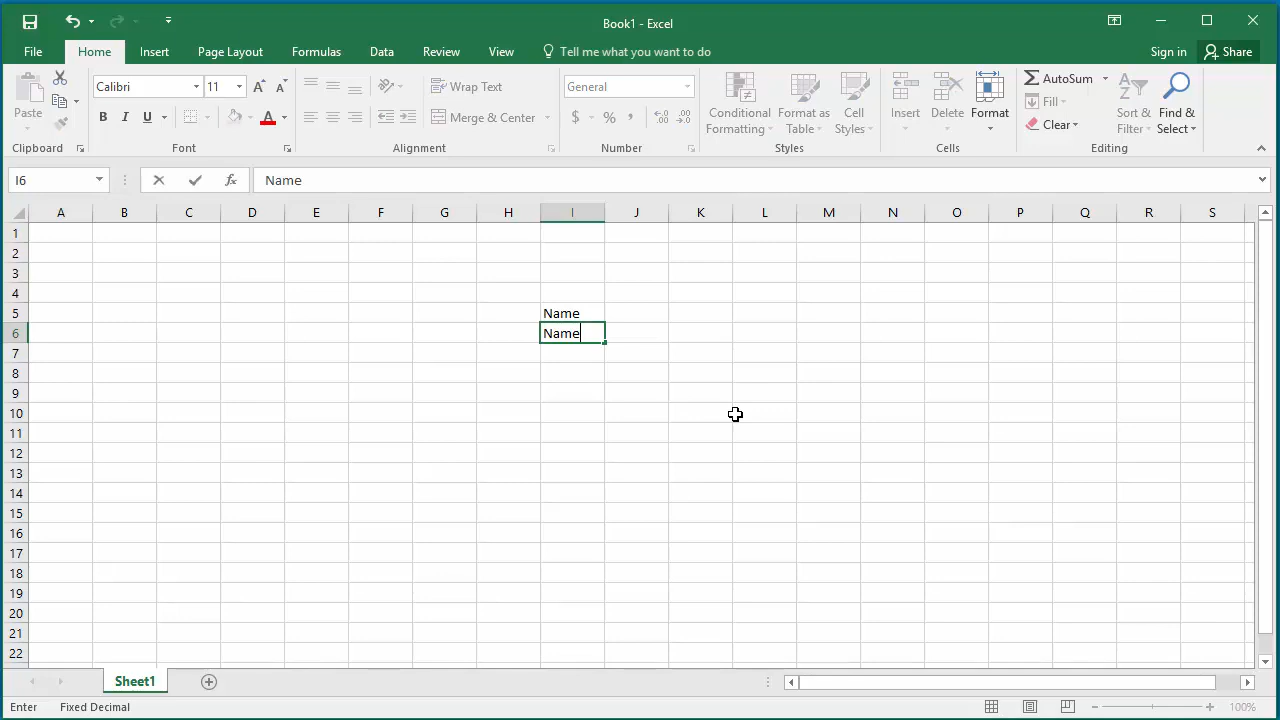 Book1 - Excel
File Home Insert Page Layout Formulas Data Review View Tell me what you want to do Sign in Share
Calibri 11 Wrap Text General AutoSum
Paste B I U Merge & Center $ % , Conditional Formatting Format as Table Cell Styles Insert Delete Format Fill Clear Sort & Filter Find & Select
Clipboard Font Alignment Number Styles Cells Editing
I6 fx Name
A B C D E F G H I J K L M N O P Q R S
1
2
3
4
5 Name
6 Name
7
8
9
10
11
12
13
14
15
16
17
18
19
20
21
22
Sheet1
Enter Fixed Decimal 100%